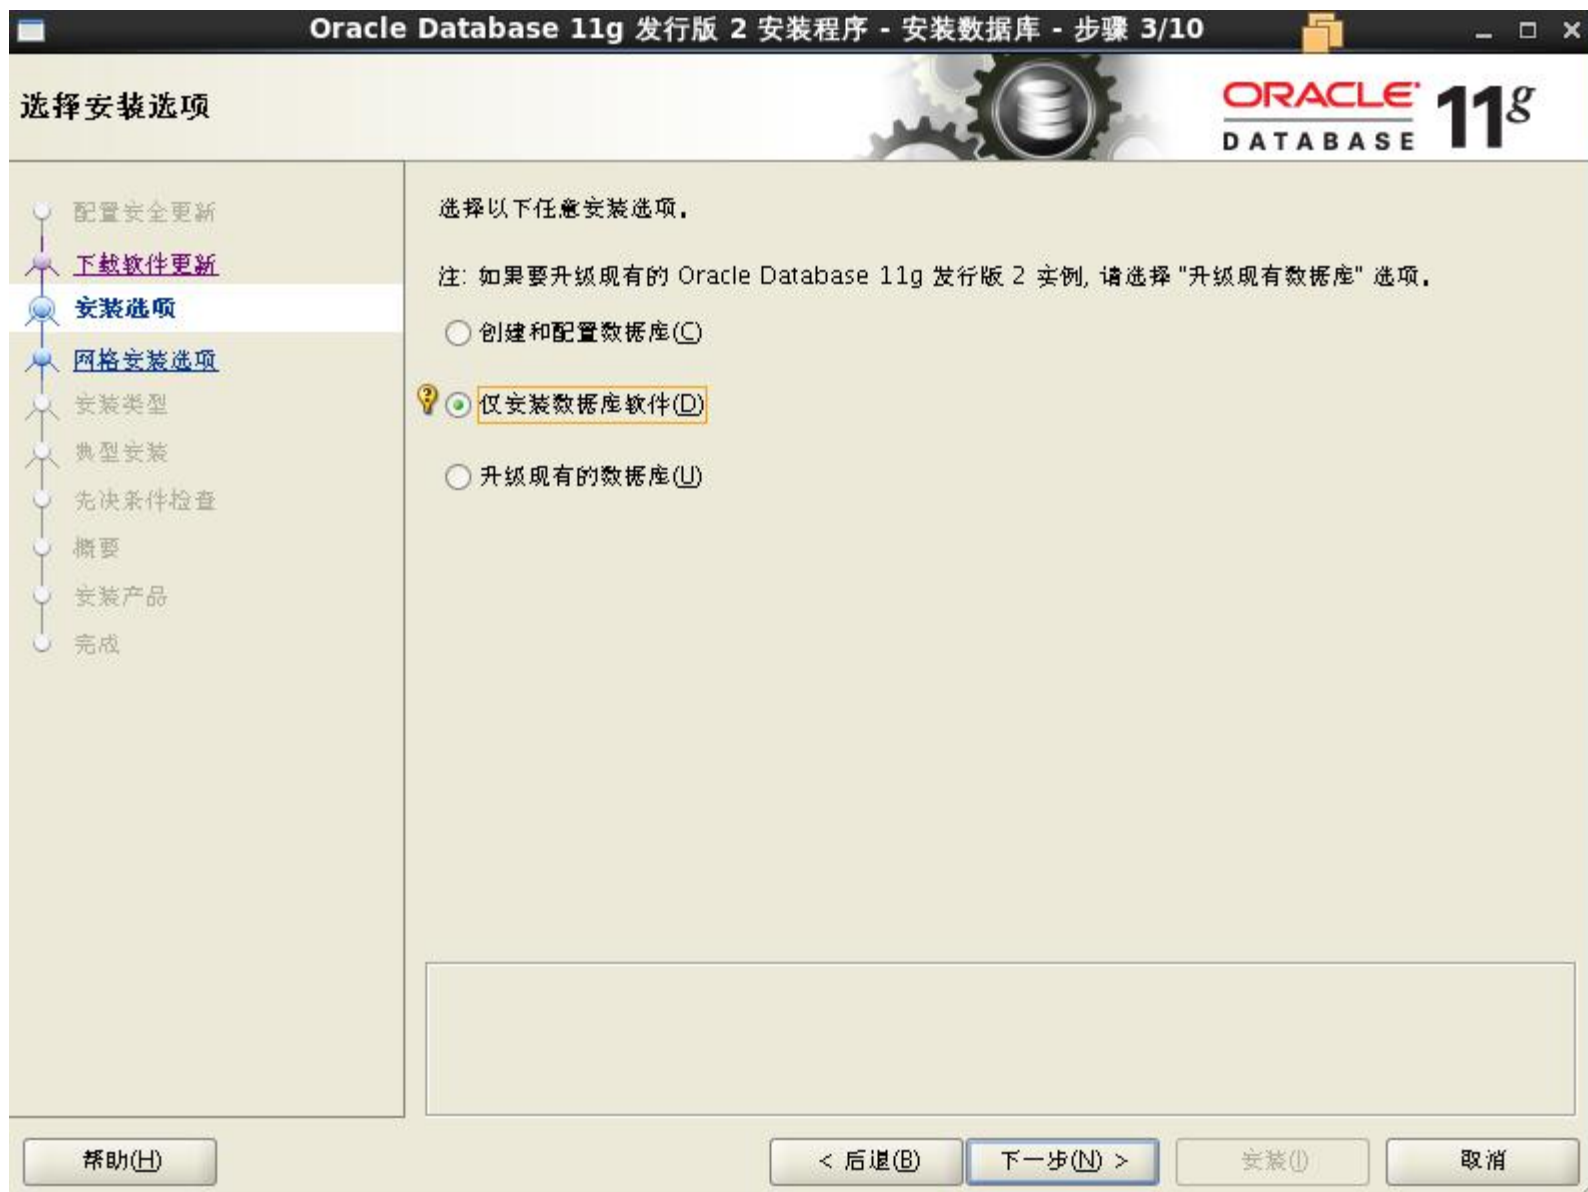 Oracle Database 11g 发行版 2 安装程序 - 安装数据库 - 步骤 3/10
选择安装选项
ORACLE
DATABASE
11g
配置安全更新
下载软件更新
安装选项
网格安装选项
安装类型
典型安装
先决条件检查
概要
安装产品
完成
选择以下任意安装选项。
注: 如果要升级现有的 Oracle Database 11g 发行版 2 实例, 请选择 "升级现有数据库" 选项。
创建和配置数据库(C)
仅安装数据库软件(D)
升级现有的数据库(U)
帮助(H)
< 后退(B)
下一步(N) >
安装(I)
取消